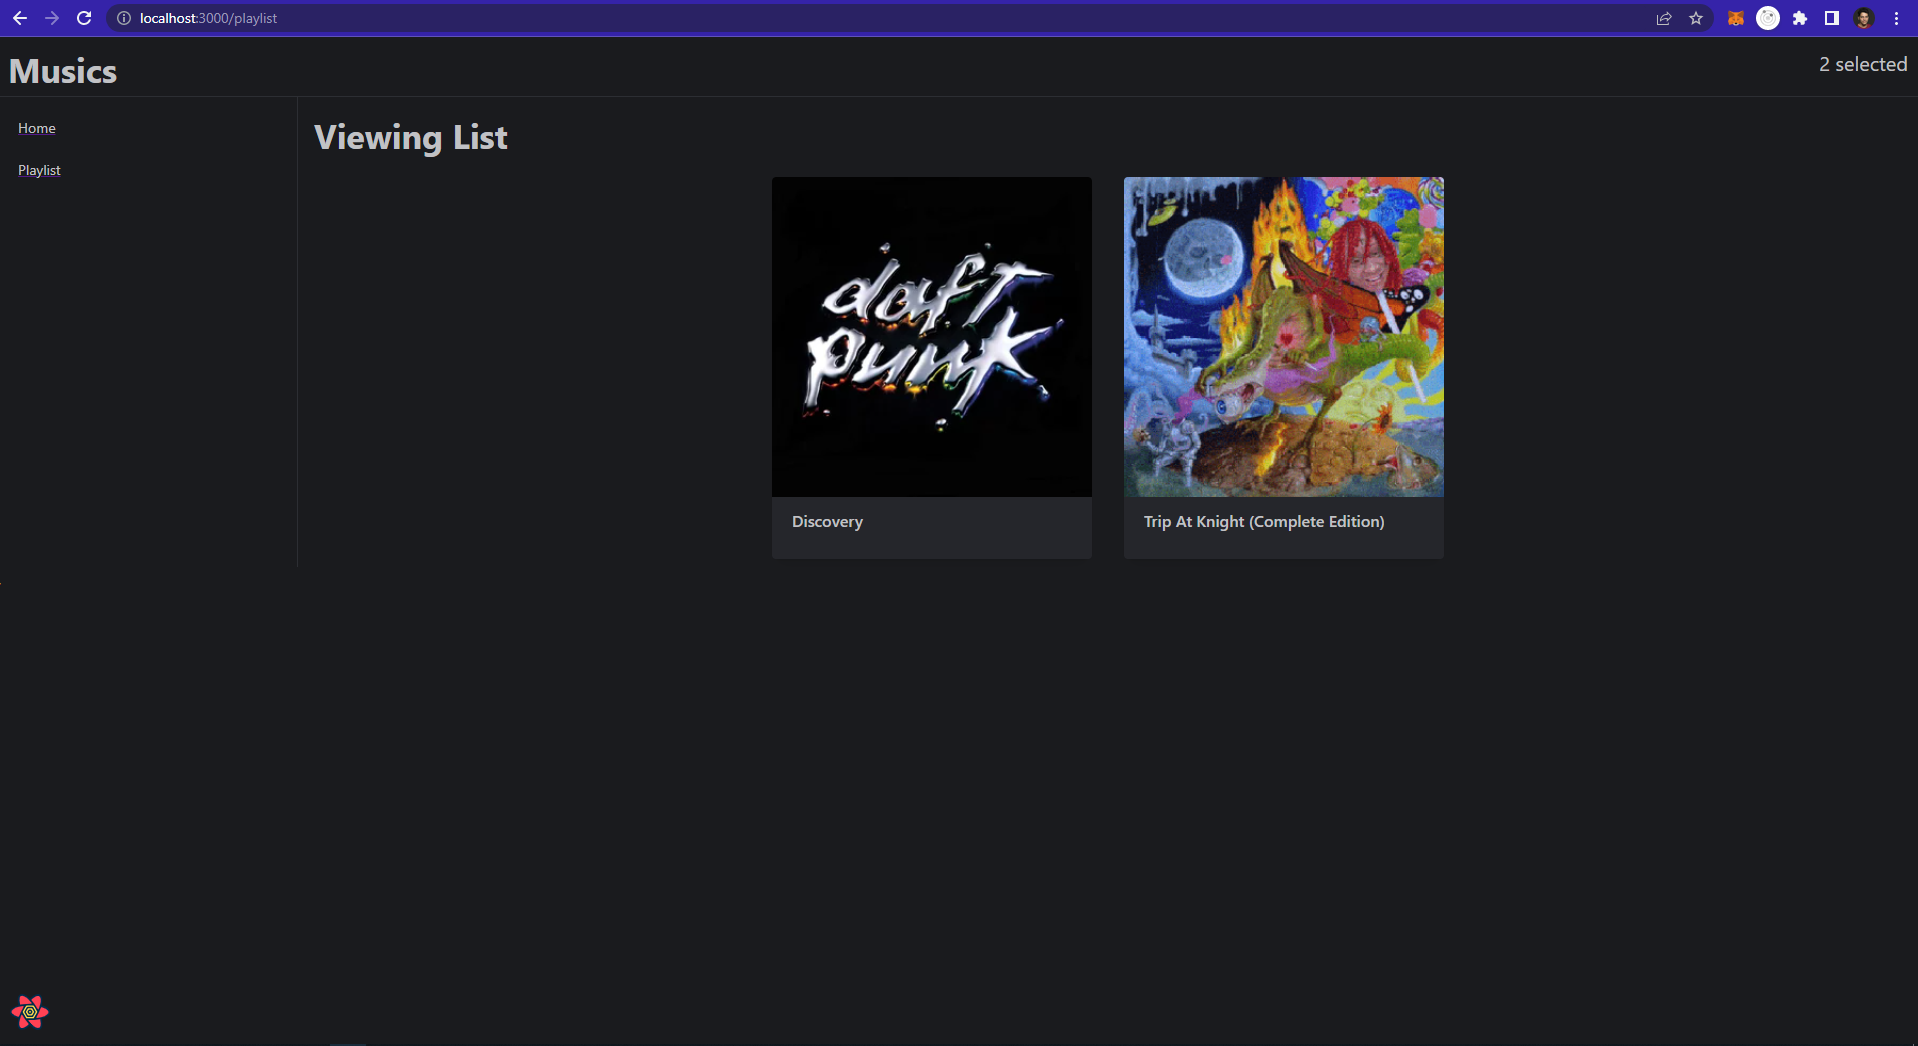 localhost:3000/playlist
Musics
2 selected
Home
Playlist
Viewing List
daft
punk
Discovery
Trip At Knight (Complete Edition)